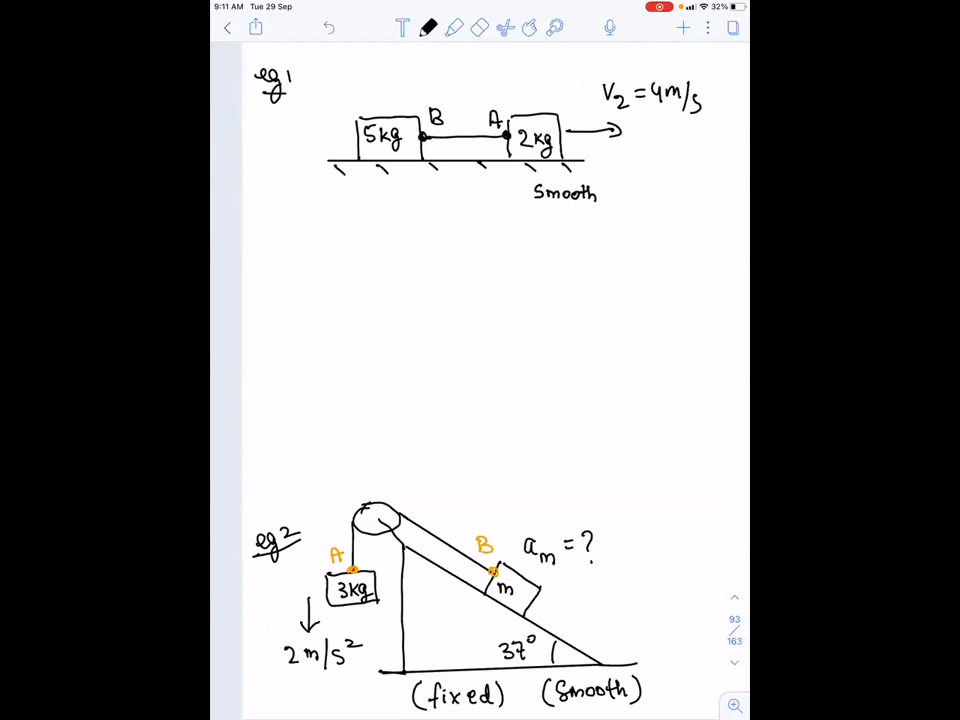 9:11 AM Tue 29 Sep
32%
T
eg 1
V2 = 4m/s
B
A
5kg
2kg
Smooth
eg 2
A
B
am = ?
3kg
m
2 m/s²
37°
(fixed) (Smooth)
93
/
163